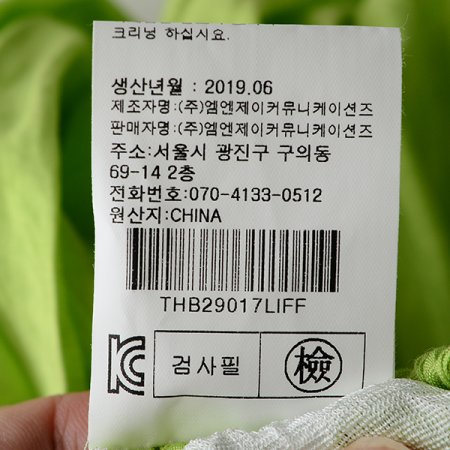 크리닝 하십시요.
생산년월 : 2019.06
제조자명:(주)엠엔제이커뮤니케이션즈
판매자명:(주)엠엔제이커뮤니케이션즈
주소:서울시 광진구 구의동
69-14 2층
전화번호:070-4133-0512
원산지:CHINA
THB29017LIFF
검사필 檢